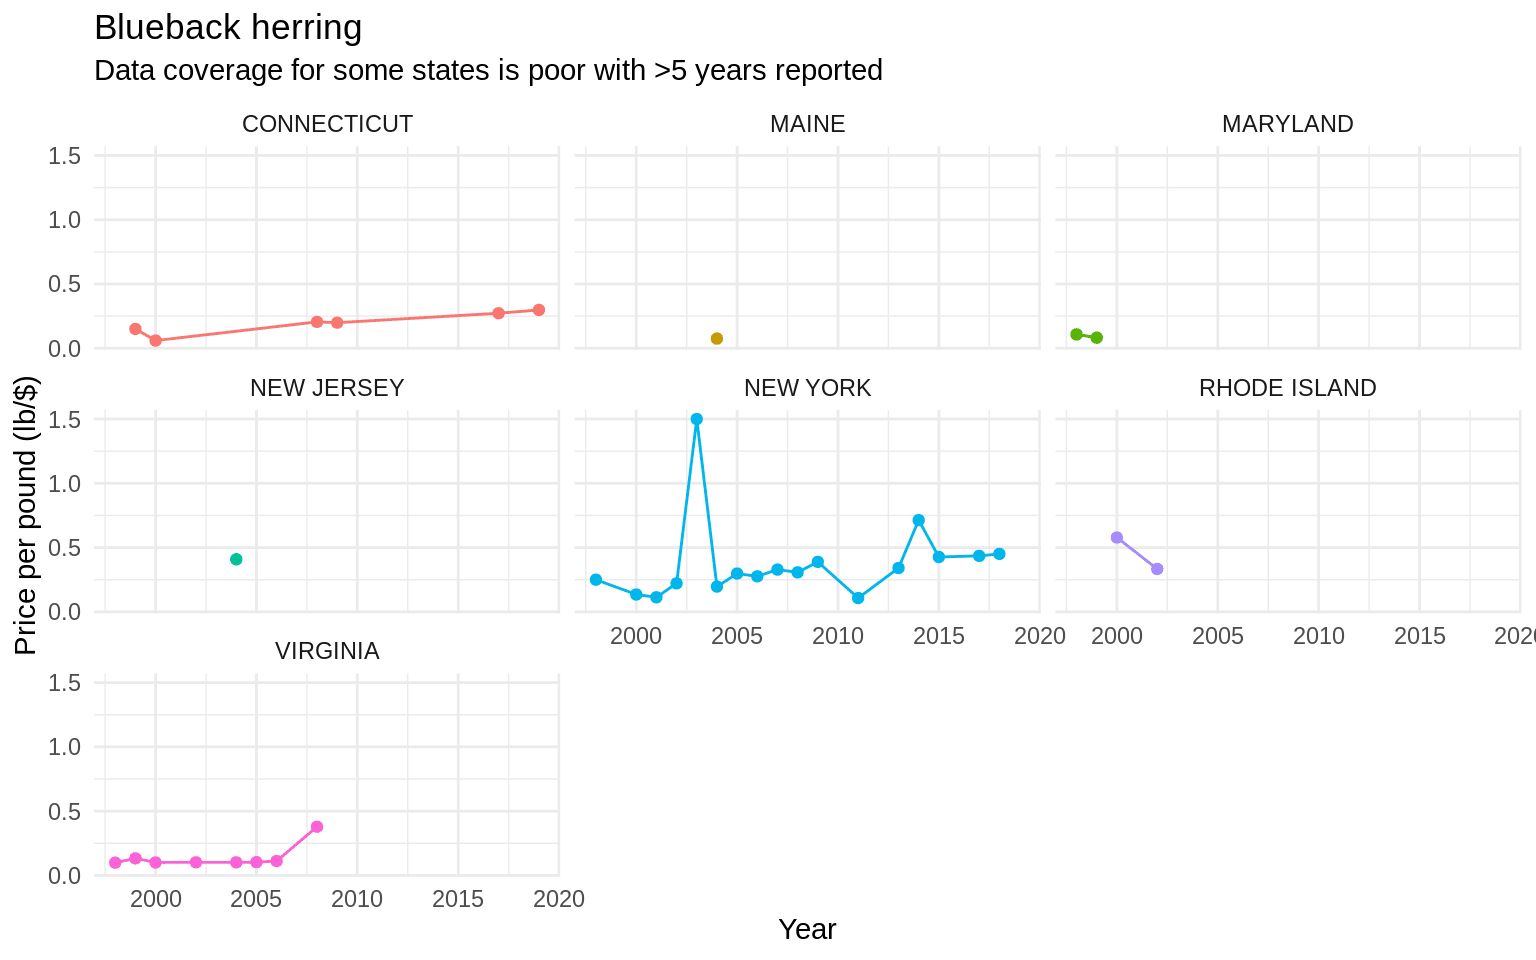 Blueback herring
Data coverage for some states is poor with >5 years reported
CONNECTICUT
MAINE
MARYLAND
1.5
1.0
0.5
0.0
NEW JERSEY
NEW YORK
RHODE ISLAND
1.5
1.0
0.5
0.0
2000 2005 2010 2015 2020
2000 2005 2010 2015 202
VIRGINIA
1.5
1.0
0.5
0.0
2000 2005 2010 2015 2020
Price per pound (lb/$)
Year